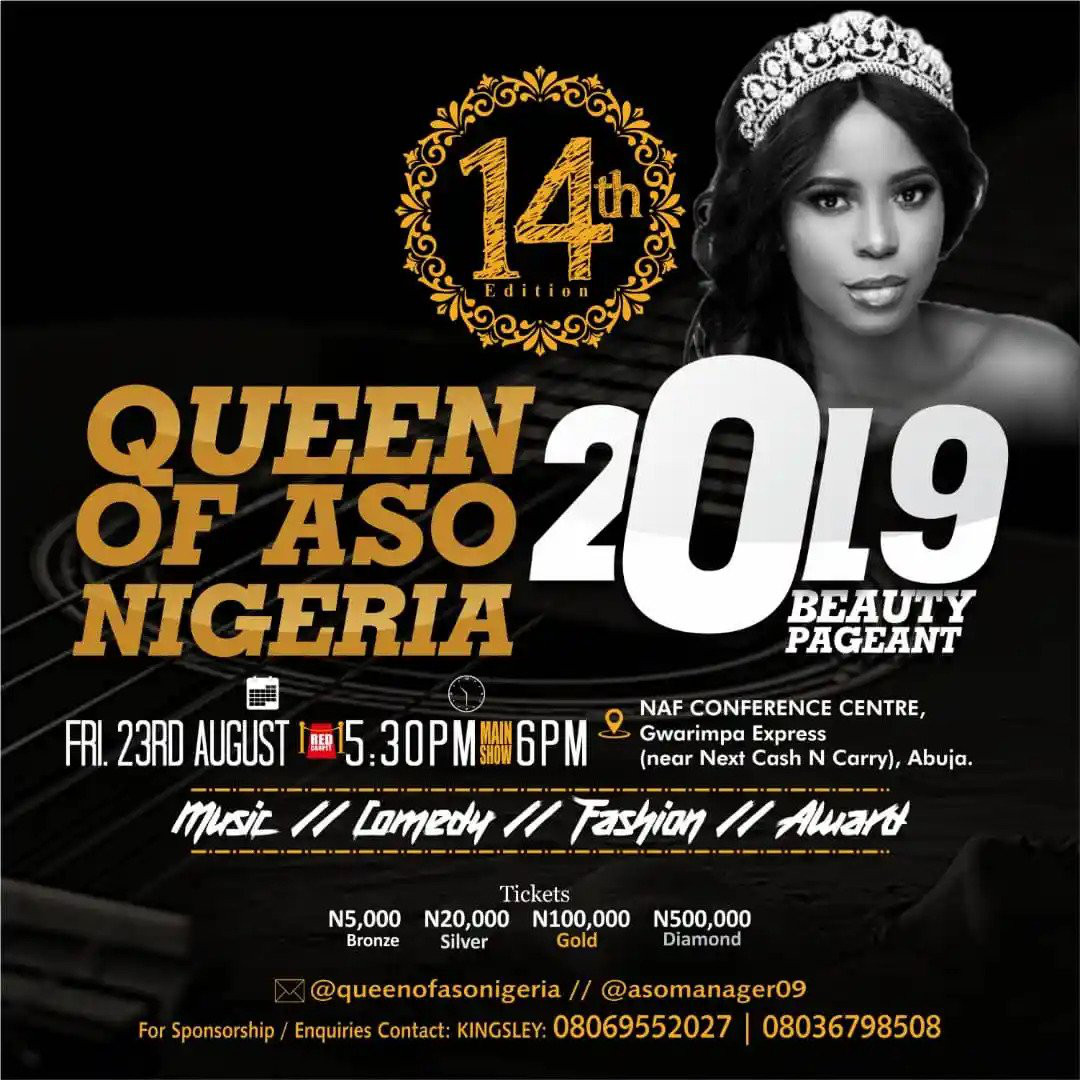 14th
Edition
QUEEN
OF ASO
NIGERIA
2019
BEAUTY
PAGEANT
FRI. 23RD AUGUST RED CARPET 5:30PM MAIN SHOW 6PM
NAF CONFERENCE CENTRE,
Gwarimpa Express
(near Next Cash N Carry), Abuja.
Music // Comedy // Fashion // Award
Tickets
N5,000 N20,000 N100,000 N500,000
Bronze Silver Gold Diamond
@queenofasonigeria // @asomanager09
For Sponsorship / Enquiries Contact: KINGSLEY: 08069552027 | 08036798508